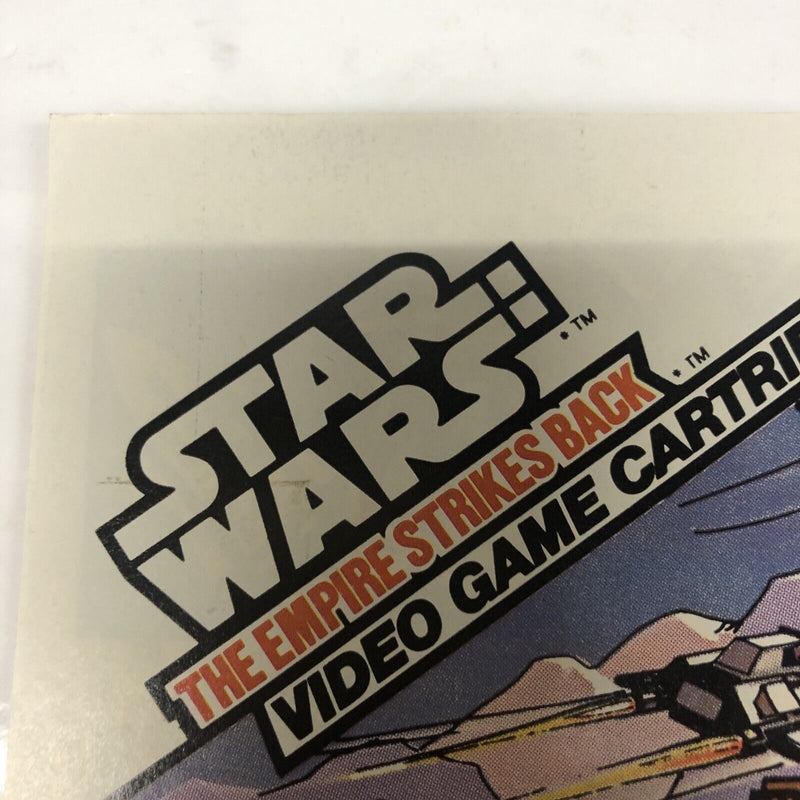 STAR
WARS *TM
THE EMPIRE STRIKES BACK *TM
VIDEO GAME